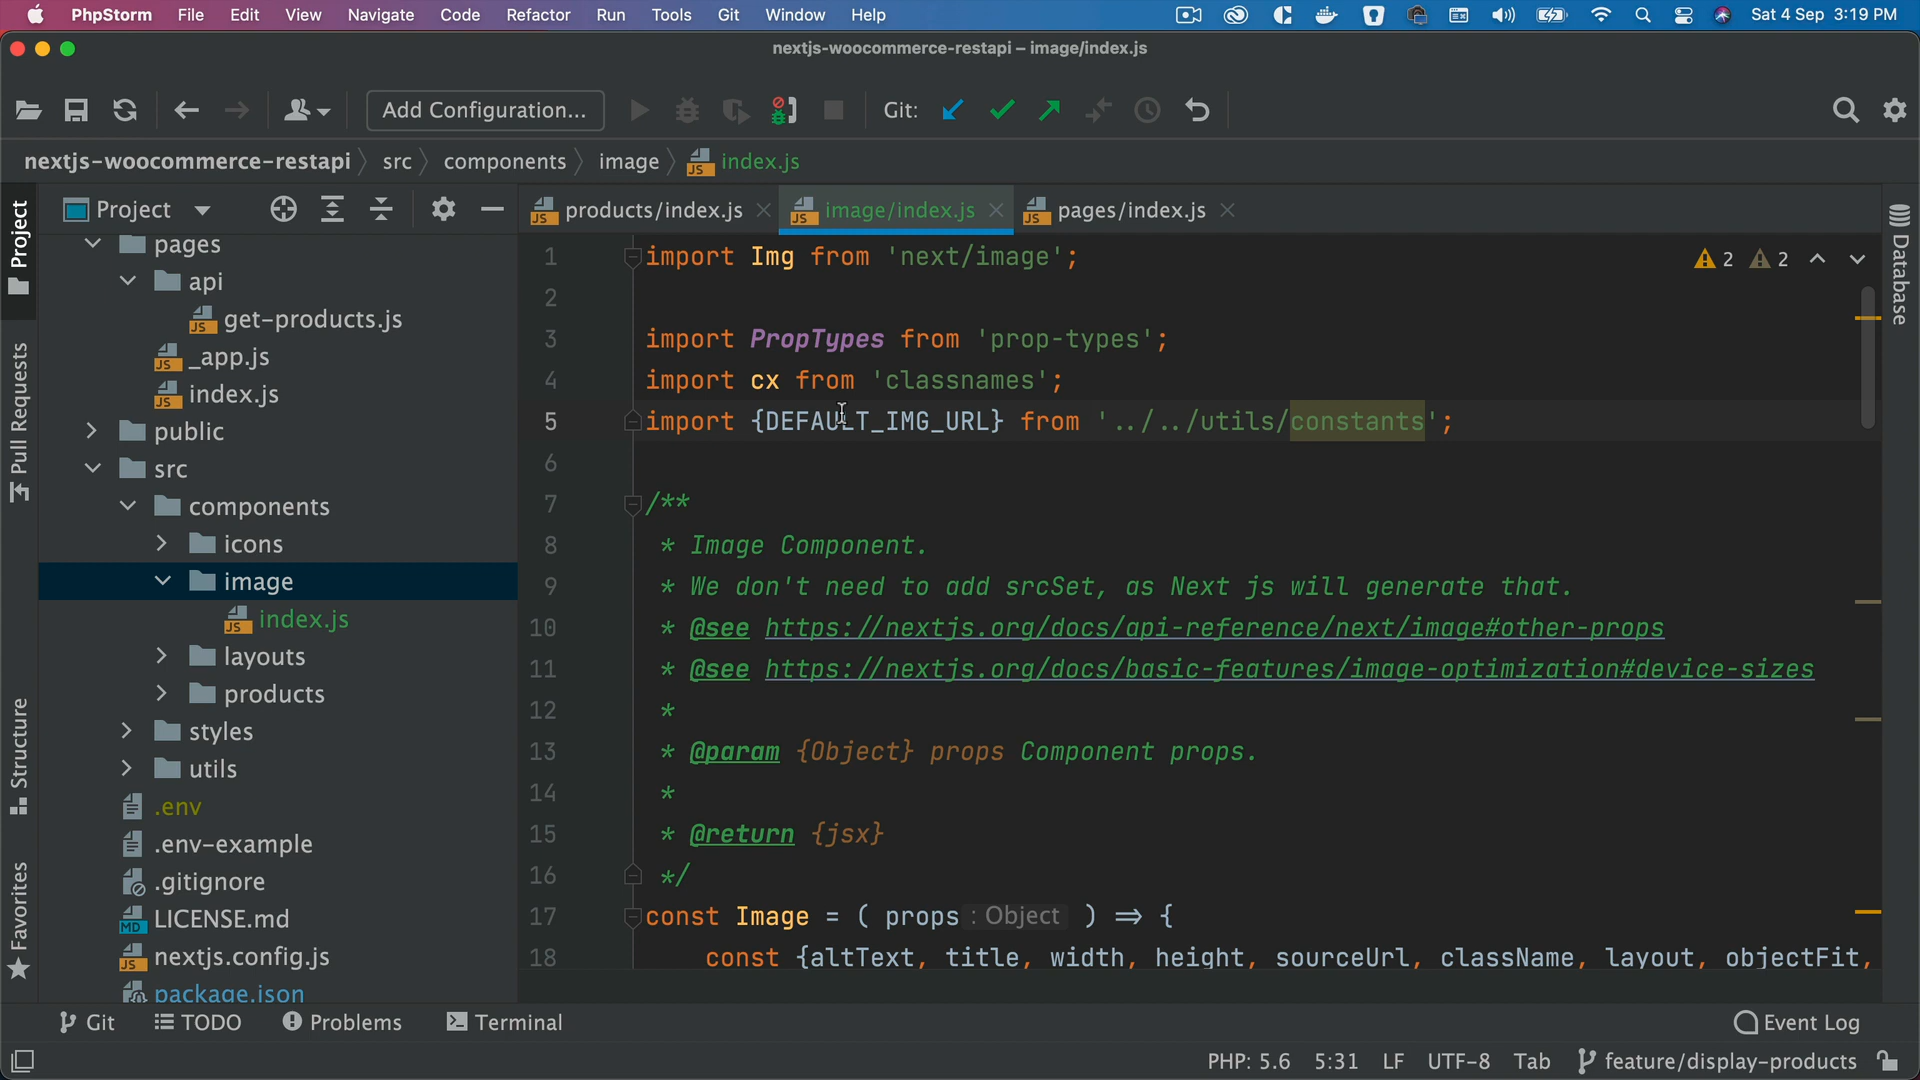 PhpStorm File Edit View Navigate Code Refactor Run Tools Git Window Help Sat 4 Sep 3:19 PM
nextjs-woocommerce-restapi – image/index.js
Add Configuration... Git:
nextjs-woocommerce-restapi src components image index.js
Project products/index.js image/index.js pages/index.js
Project
Pull Requests
Structure
Favorites
Database
pages
api
get-products.js
_app.js
index.js
public
src
components
icons
image
index.js
layouts
products
styles
utils
.env
.env-example
.gitignore
LICENSE.md
nextjs.config.js
package.json
2 2
1 import Img from 'next/image';
2
3 import PropTypes from 'prop-types';
4 import cx from 'classnames';
5 import {DEFAULT_IMG_URL} from '../../utils/constants';
6
7 /**
8 * Image Component.
9 * We don't need to add srcSet, as Next js will generate that.
10 * @see https://nextjs.org/docs/api-reference/next/image#other-props
11 * @see https://nextjs.org/docs/basic-features/image-optimization#device-sizes
12 *
13 * @param {Object} props Component props.
14 *
15 * @return {jsx}
16 */
17 const Image = ( props : Object ) => {
18 const {altText, title, width, height, sourceUrl, className, layout, objectFit,
Git TODO Problems Terminal Event Log
PHP: 5.6 5:31 LF UTF-8 Tab feature/display-products